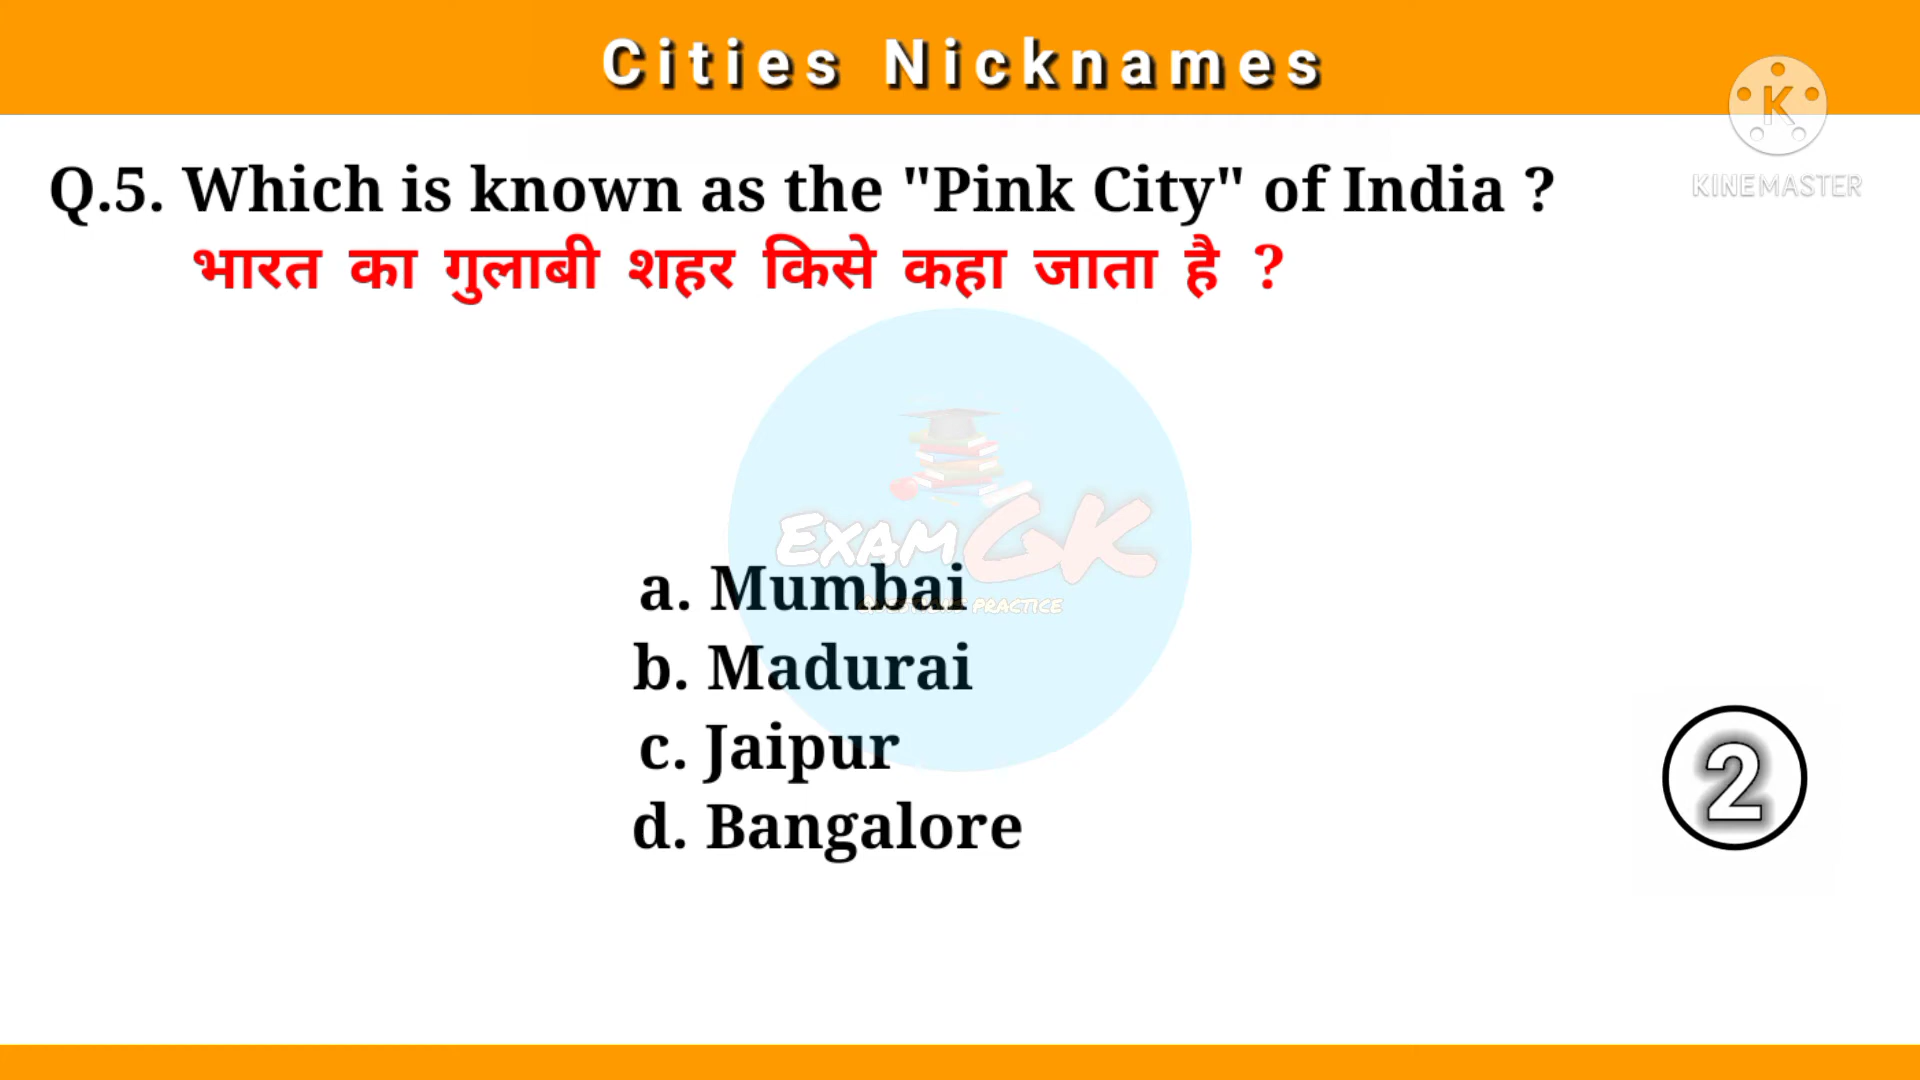 Cities Nicknames
KINEMASTER
Q.5. Which is known as the "Pink City" of India ?
भारत का गुलाबी शहर किसे कहा जाता है ?
EXAM GK
PRACTICE
a. Mumbai
b. Madurai
c. Jaipur
d. Bangalore
2